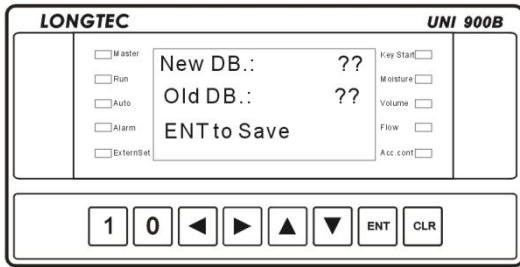 LONGTEC UNI 900B
Master
Run
Auto
Alarm
ExternSet
New DB.: ??
Old DB.: ??
ENT to Save
Key Start
Moisture
Volume
Flow
Acc.cont
1 0 ◀ ▶ ▲ ▼ ENT CLR